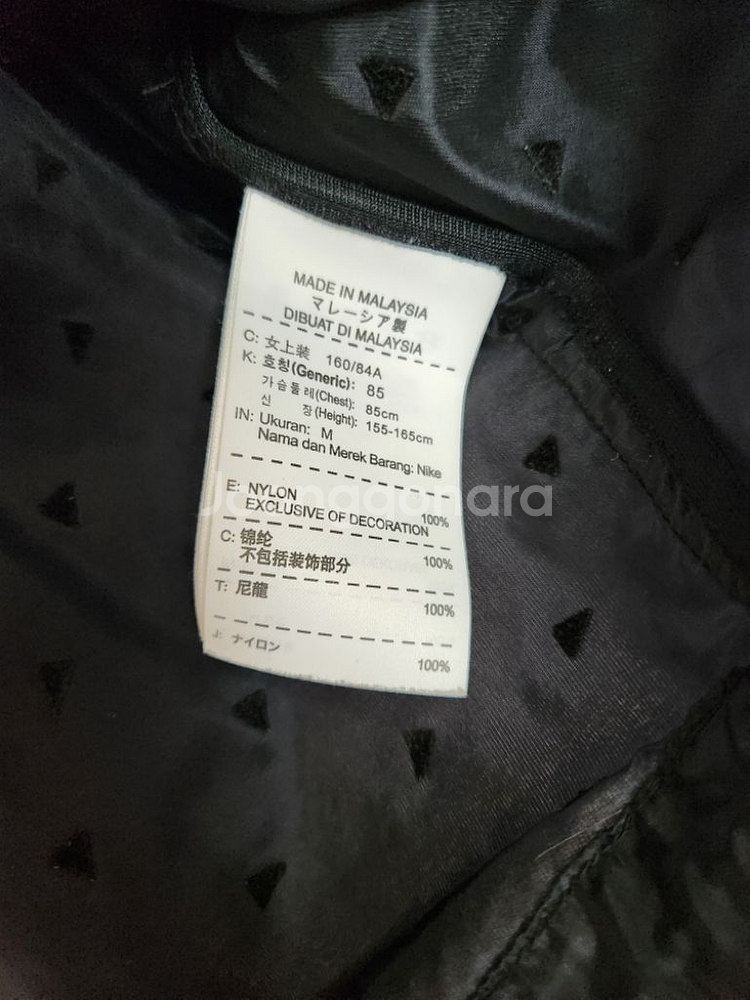 MADE IN MALAYSIA
マレーシア製
DIBUAT DI MALAYSIA
C: 女上装 160/84A
K: 호칭(Generic): 85
가슴둘레(Chest): 85cm
신 장(Height): 155-165cm
IN: Ukuran: M
Nama dan Merek Barang: Nike
E: NYLON 100%
EXCLUSIVE OF DECORATION
C: 锦纶 100%
不包括装饰部分
T: 尼龍 100%
J: ナイロン 100%
Joonggonara